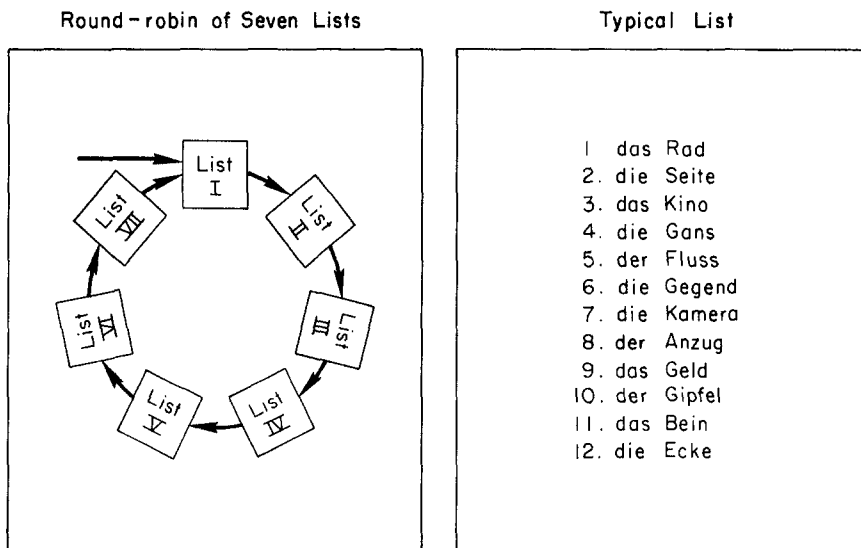 Round-robin of Seven Lists
List
I
List
II
List
III
List
IV
List
V
List
VI
List
VII
Typical List
1 das Rad
2. die Seite
3. das Kino
4. die Gans
5. der Fluss
6. die Gegend
7. die Kamera
8. der Anzug
9. das Geld
10. der Gipfel
11. das Bein
12. die Ecke